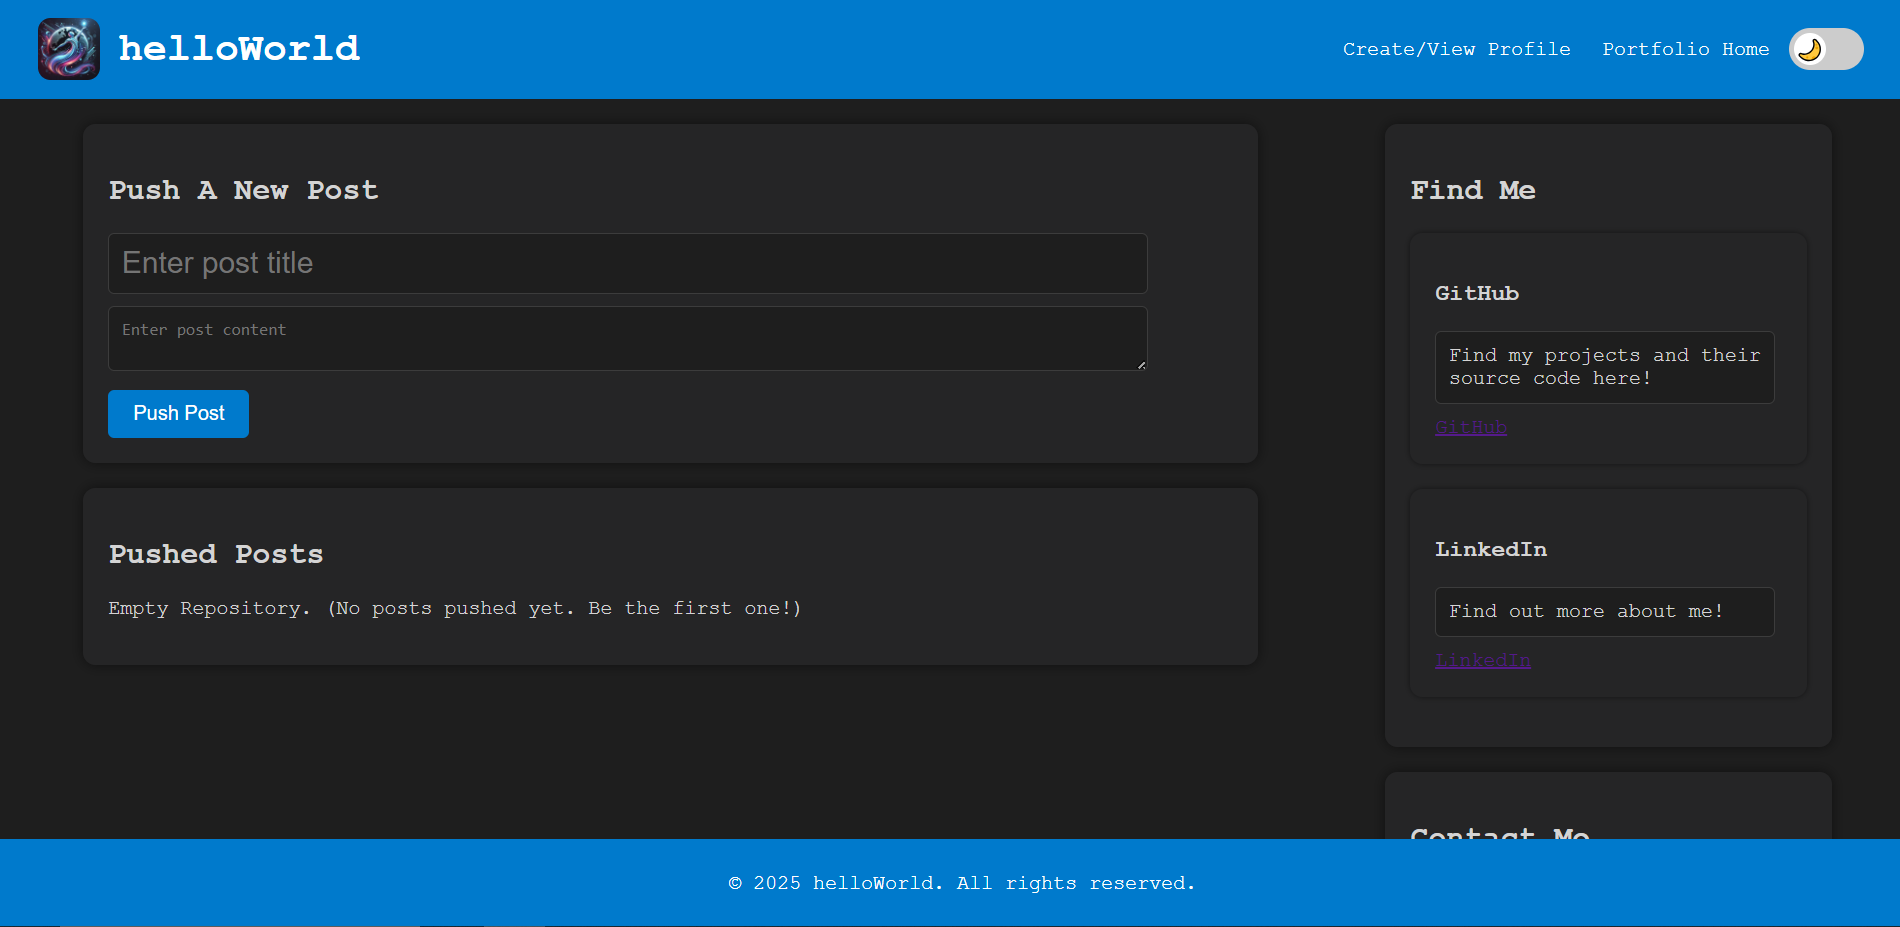 helloWorld
Create/View Profile
Portfolio Home
Push A New Post
Enter post title
Enter post content
Push Post
Pushed Posts
Empty Repository. (No posts pushed yet. Be the first one!)
Find Me
GitHub
Find my projects and their
source code here!
GitHub
LinkedIn
Find out more about me!
LinkedIn
Contact Me
© 2025 helloWorld. All rights reserved.